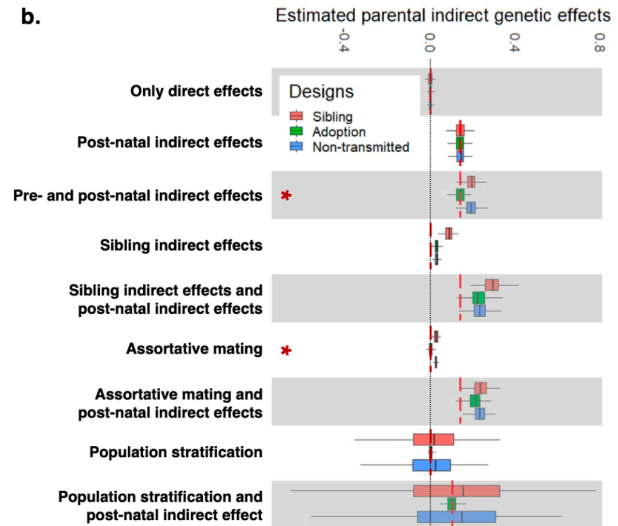 b.
Estimated parental indirect genetic effects
-0.4
0.0
0.4
0.8
Designs
Sibling
Adoption
Non-transmitted
Only direct effects
Post-natal indirect effects
Pre- and post-natal indirect effects *
Sibling indirect effects
Sibling indirect effects and
post-natal indirect effects
Assortative mating *
Assortative mating and
post-natal indirect effects
Population stratification
Population stratification and
post-natal indirect effect